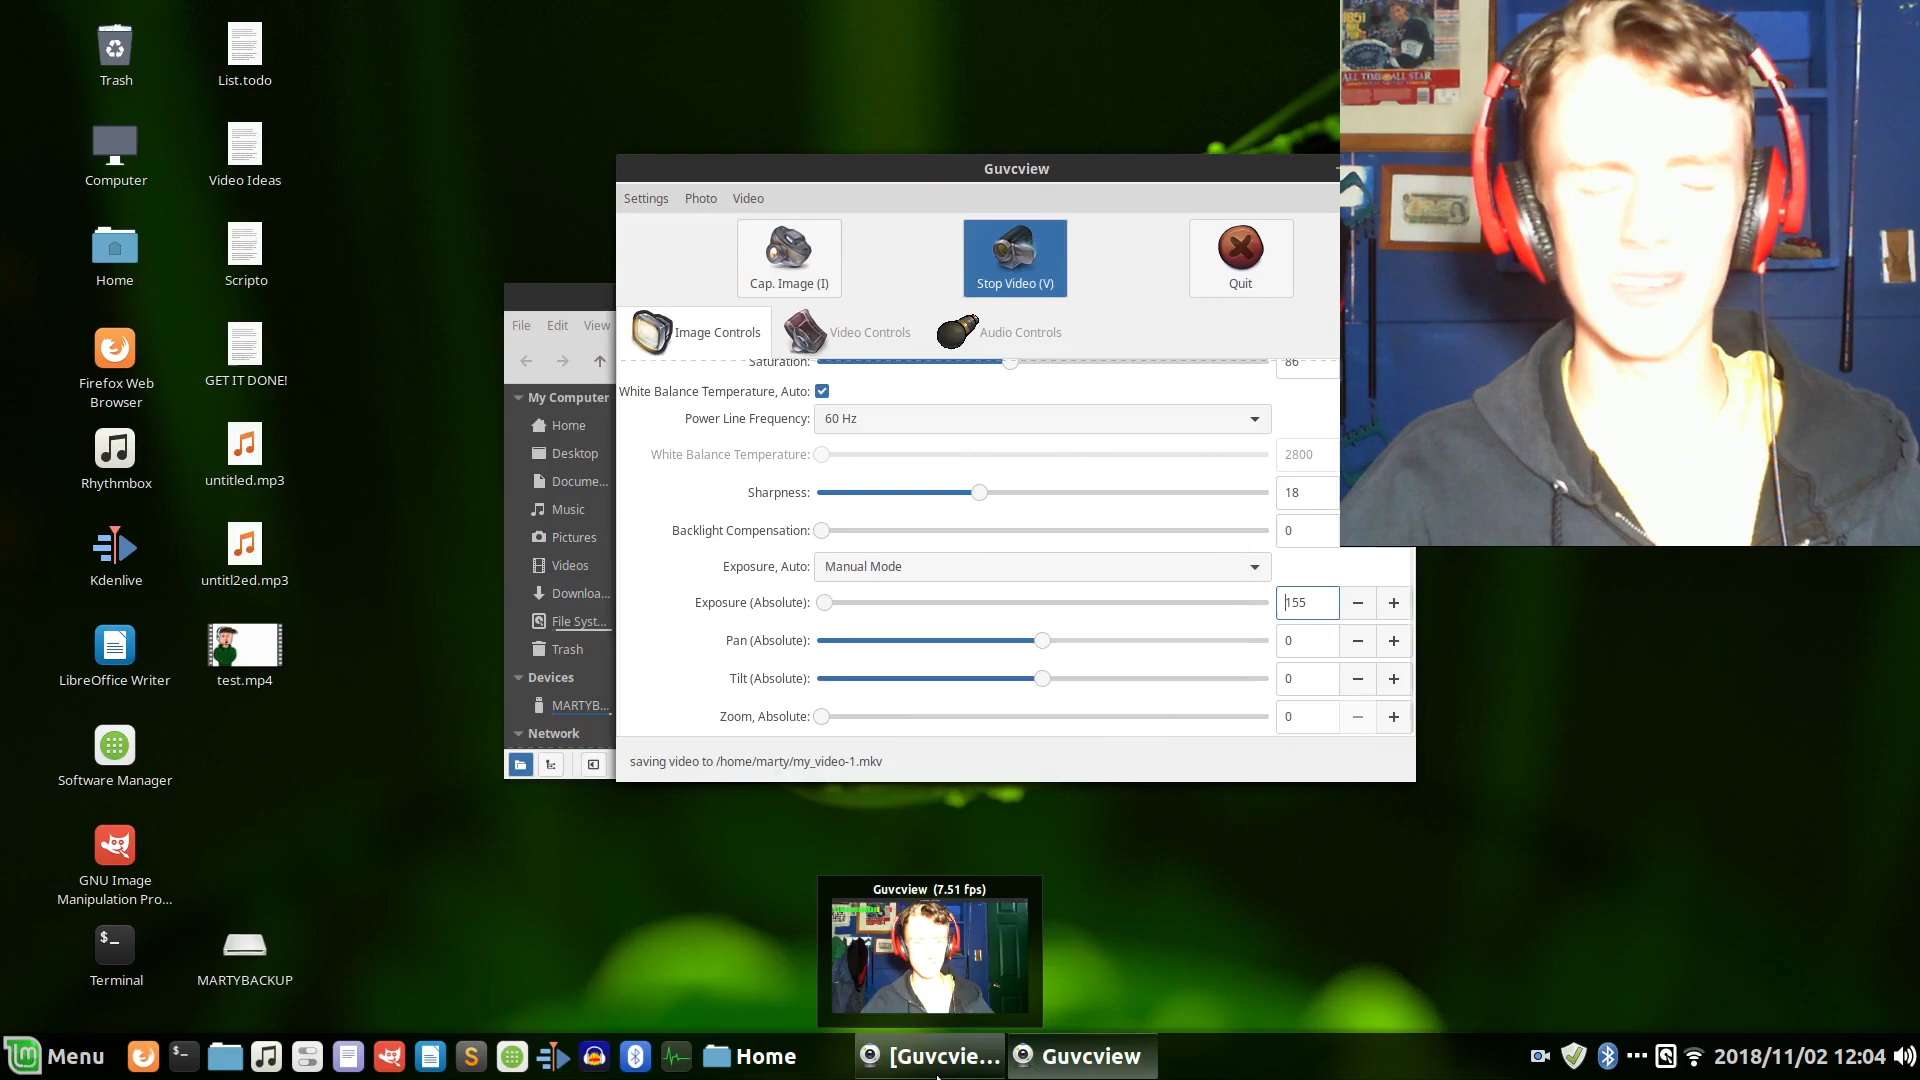 Trash
List.todo
Computer
Video Ideas
Home
Scripto
Firefox Web
Browser
GET IT DONE!
Rhythmbox
untitled.mp3
Kdenlive
untitl2ed.mp3
LibreOffice Writer
test.mp4
Software Manager
GNU Image
Manipulation Pro...
Terminal
MARTYBACKUP
File Edit View
My Computer
Home
Desktop
Docume...
Music
Pictures
Videos
Downloa...
File Syst...
Trash
Devices
MARTYB...
Network
Guvcview
Settings Photo Video
Cap. Image (I)
Stop Video (V)
Quit
Image Controls
Video Controls
Audio Controls
Saturation: 86
White Balance Temperature, Auto:
Power Line Frequency: 60 Hz
White Balance Temperature: 2800
Sharpness: 18
Backlight Compensation: 0
Exposure, Auto: Manual Mode
Exposure (Absolute): 155
Pan (Absolute): 0
Tilt (Absolute): 0
Zoom, Absolute: 0
saving video to /home/marty/my_video-1.mkv
1851
ALL TIME ALL STAR
Guvcview (7.51 fps)
Menu
Home
[Guvcvie...
Guvcview
2018/11/02 12:04